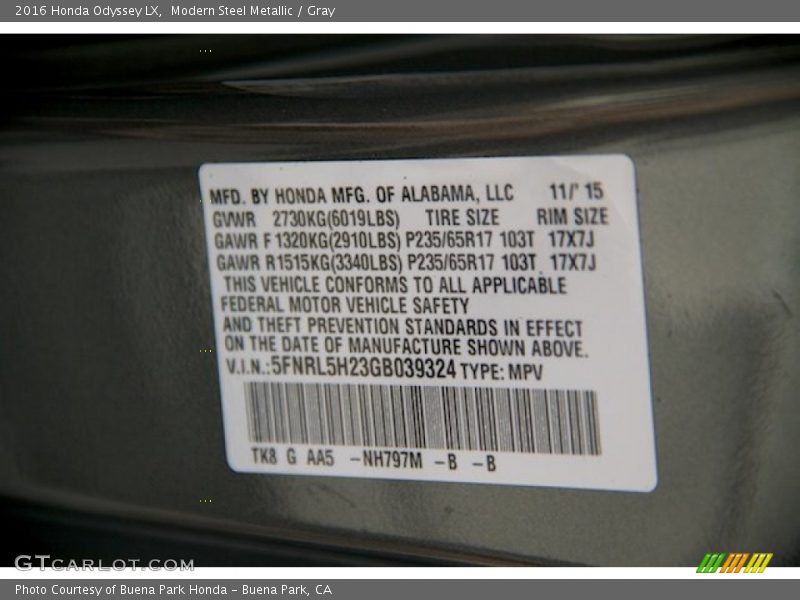 2016 Honda Odyssey LX, Modern Steel Metallic / Gray
MFD. BY HONDA MFG. OF ALABAMA, LLC 11/' 15
GVWR 2730KG(6019LBS) TIRE SIZE RIM SIZE
GAWR F 1320KG(2910LBS) P235/65R17 103T 17X7J
GAWR R1515KG(3340LBS) P235/65R17 103T 17X7J
THIS VEHICLE CONFORMS TO ALL APPLICABLE
FEDERAL MOTOR VEHICLE SAFETY
AND THEFT PREVENTION STANDARDS IN EFFECT
ON THE DATE OF MANUFACTURE SHOWN ABOVE.
V.I.N.:5FNRL5H23GB039324 TYPE: MPV
TK8 G AA5 -NH797M -B -B
GTCARLOT.COM
Photo Courtesy of Buena Park Honda - Buena Park, CA